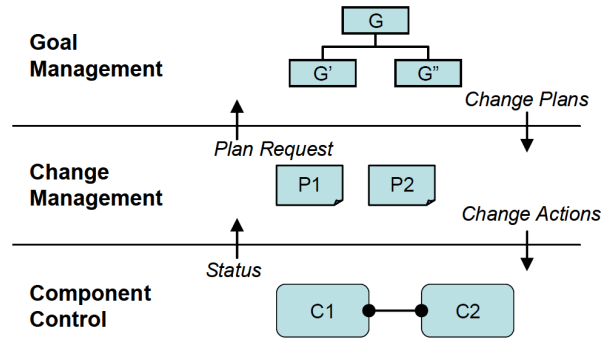 G
Goal
Management
G' G"
Change Plans
Plan Request
Change
Management
P1 P2
Change Actions
Status
Component
Control
C1 C2